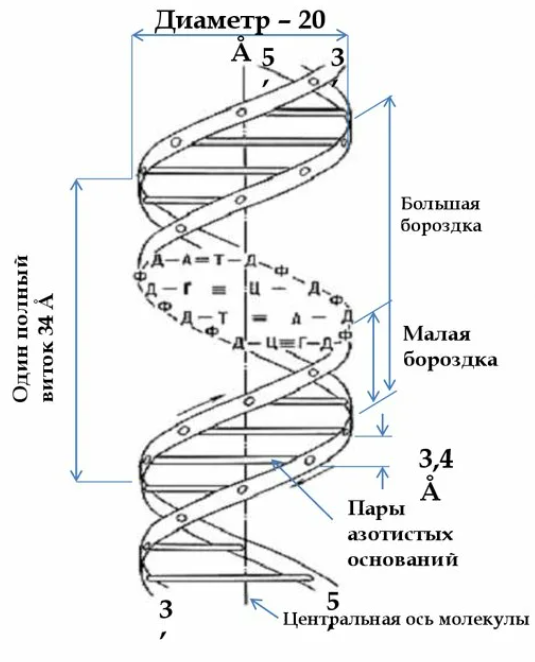 Диаметр – 20
Å
5
′
3
′
Большая
бороздка
Один полный
виток 34 Å
Д—А=Т—Д
Ф
Д—Г ≡ Ц — Д
Ф
Ф
Ф
Д—Т = А — Д
Ф
Ф
Д—Ц≡Г—Д
Малая
бороздка
3,4
Å
Пары
азотистых
оснований
3
′
5
′
Центральная ось молекулы